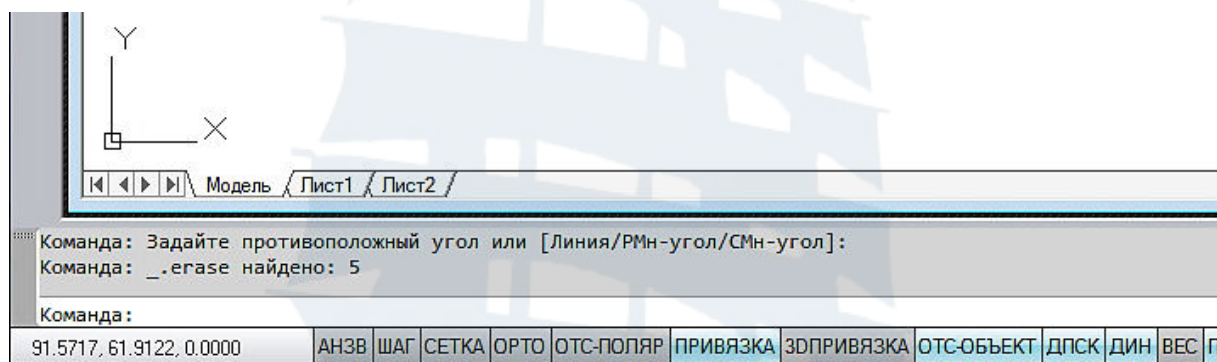 Y
X
Модель Лист1 Лист2
Команда: Задайте противоположный угол или [Линия/РМн-угол/СМн-угол]:
Команда: _.erase найдено: 5
Команда:
91.5717, 61.9122, 0.0000 АНЗВ ШАГ СЕТКА ОРТО ОТС-ПОЛЯР ПРИВЯЗКА 3DПРИВЯЗКА ОТС-ОБЪЕКТ ДПСК ДИН ВЕС